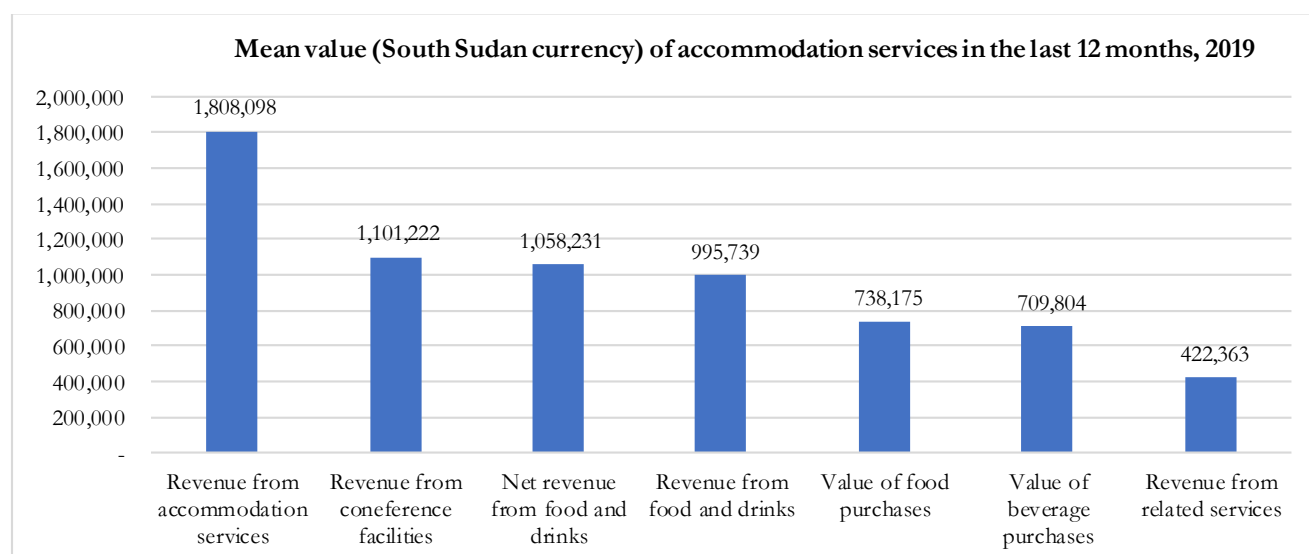 Mean value (South Sudan currency) of accommodation services in the last 12 months, 2019
2,000,000
1,800,000
1,600,000
1,400,000
1,200,000
1,000,000
800,000
600,000
400,000
200,000
-
1,808,098
1,101,222
1,058,231
995,739
738,175
709,804
422,363
Revenue from
accommodation
services
Revenue from
coneference
facilities
Net revenue
from food and
drinks
Revenue from
food and drinks
Value of food
purchases
Value of
beverage
purchases
Revenue from
related services